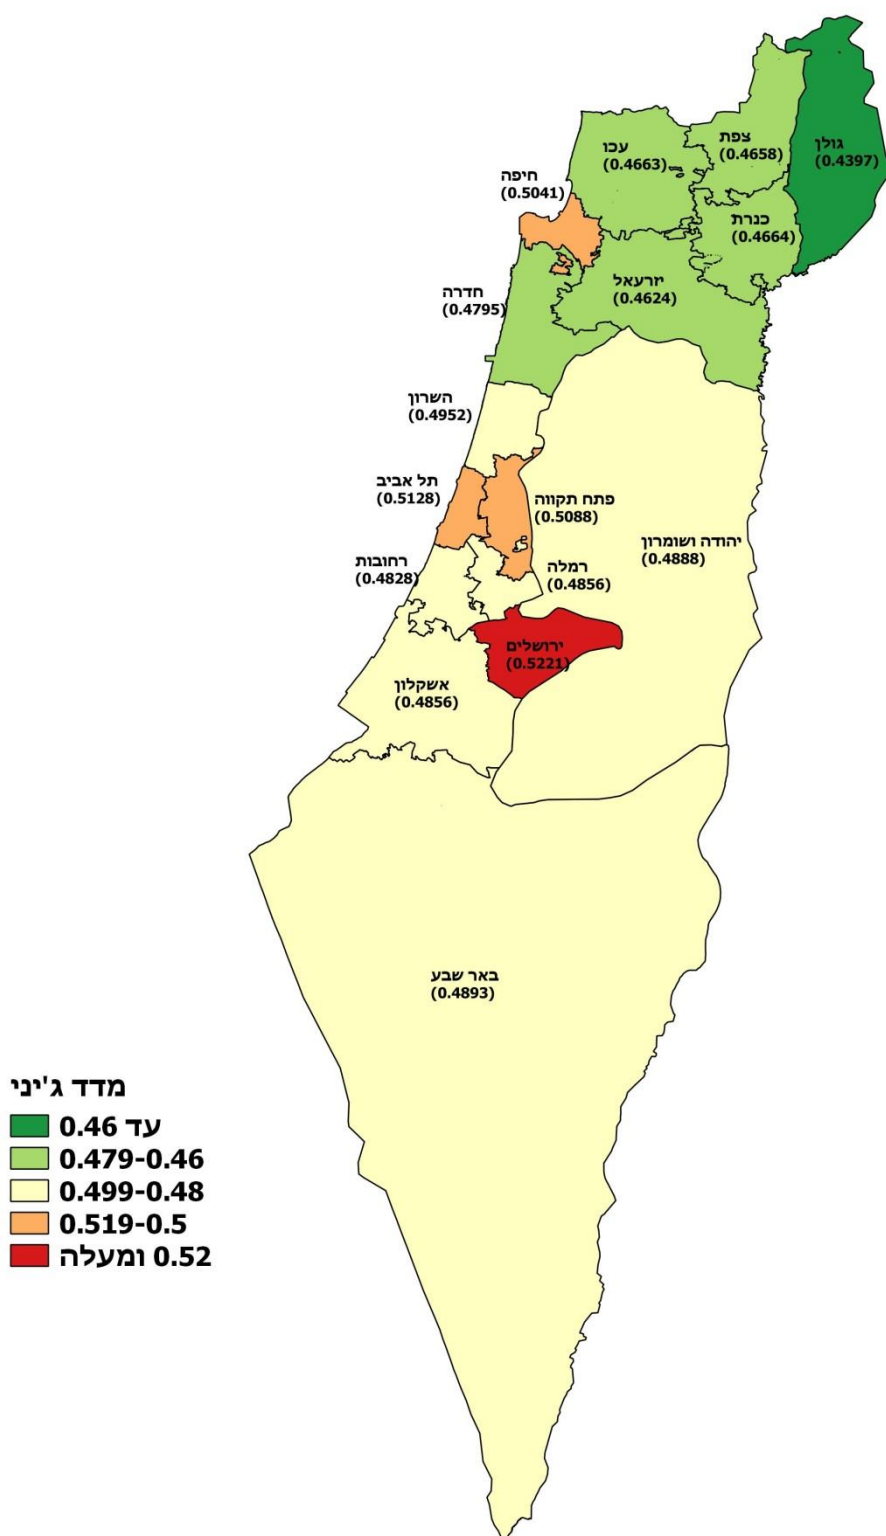 צפת
(0.4658)
גולן
(0.4397)
עכו
(0.4663)
חיפה
(0.5041)
כנרת
(0.4664)
יזרעאל
(0.4624)
חדרה
(0.4795)
השרון
(0.4952)
תל אביב
(0.5128)
פתח תקווה
(0.5088)
יהודה ושומרון
(0.4888)
רחובות
(0.4828)
רמלה
(0.4856)
ירושלים
(0.5221)
אשקלון
(0.4856)
באר שבע
(0.4893)
מדד ג'יני
עד 0.46
0.479-0.46
0.499-0.48
0.519-0.5
0.52 ומעלה